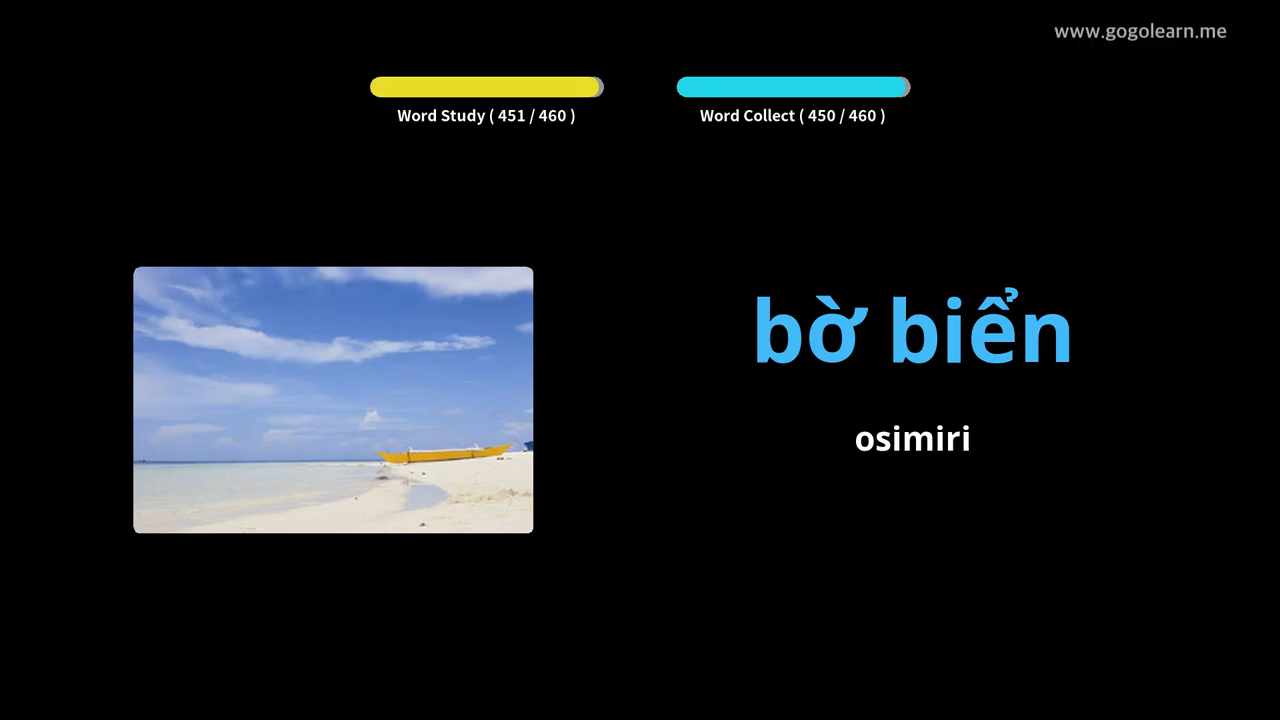 www.gogolearn.me
Word Study ( 451 / 460 )
Word Collect ( 450 / 460 )
bờ biển
osimiri